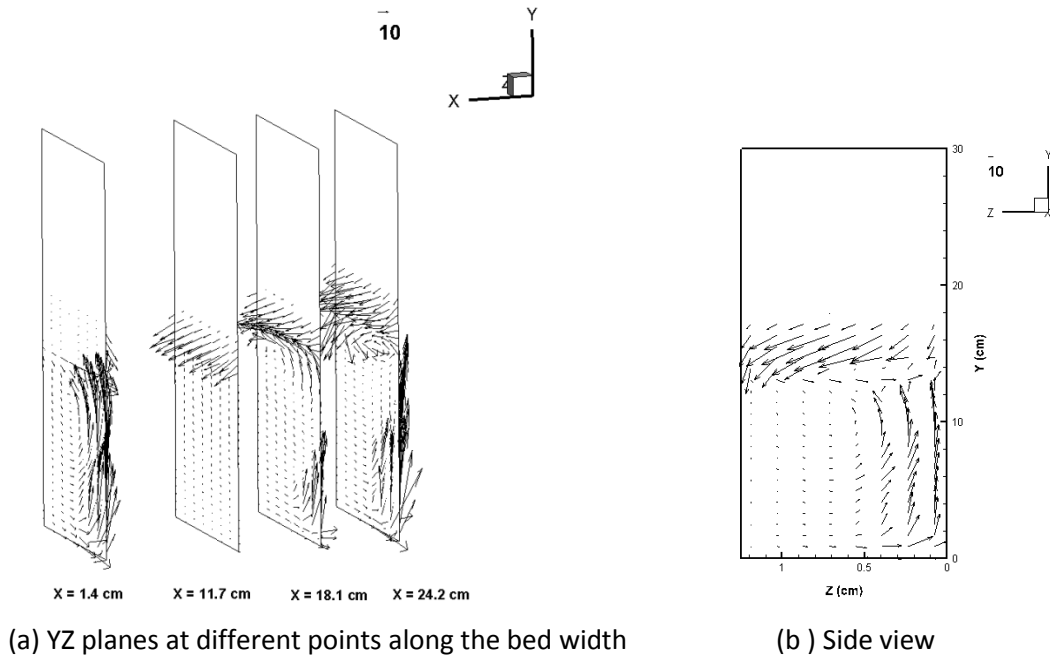 10
Y
X
Z
X = 1.4 cm
X = 11.7 cm
X = 18.1 cm
X = 24.2 cm
10
Y
Z
X
30
20
10
0
Y (cm)
1
0.5
0
Z (cm)
(a) YZ planes at different points along the bed width
(b ) Side view